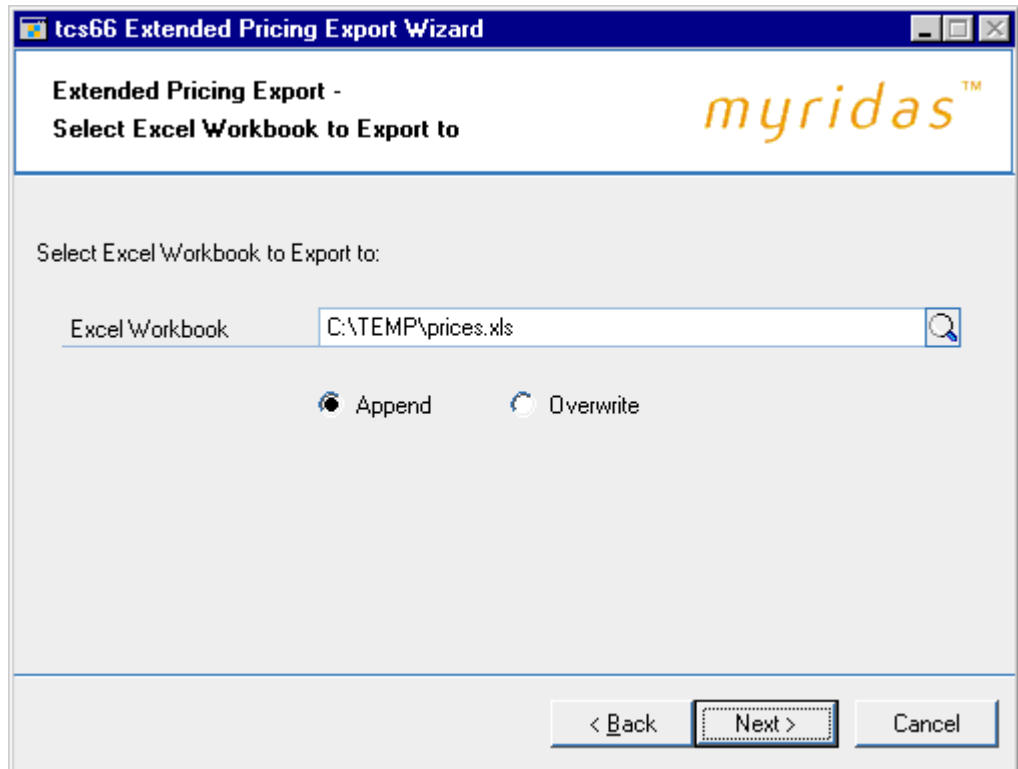 tcs66 Extended Pricing Export Wizard
Extended Pricing Export -
Select Excel Workbook to Export to
myridas™
Select Excel Workbook to Export to:
Excel Workbook C:\TEMP\prices.xls
Append Overwrite
< Back Next > Cancel